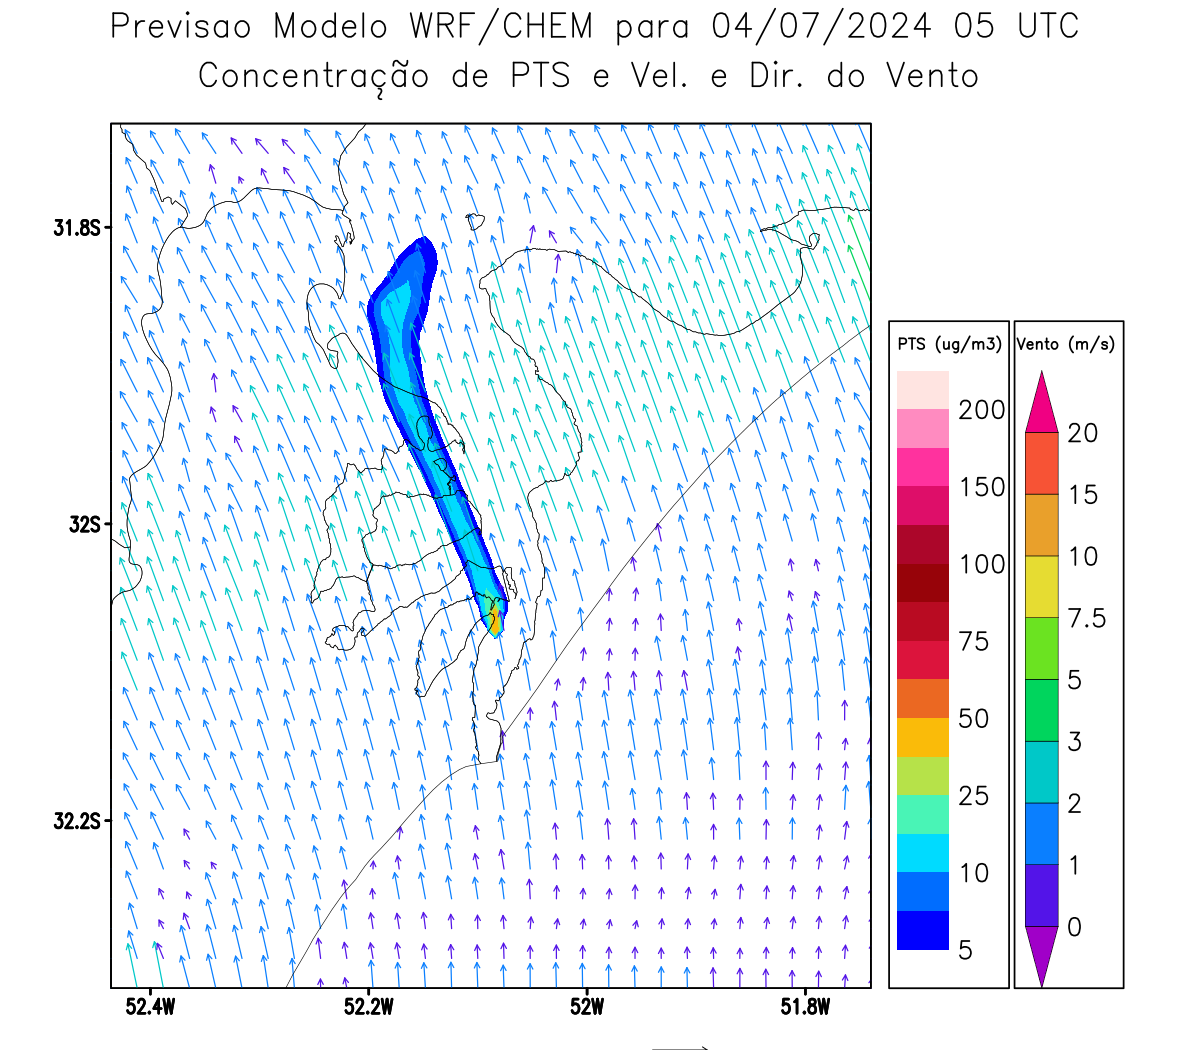 Previsao Modelo WRF/CHEM para 04/07/2024 05 UTC
Concentração de PTS e Vel. e Dir. do Vento
31.8S
32S
32.2S
52.4W
52.2W
52W
51.8W
PTS (ug/m3)
200
150
100
75
50
25
10
5
Vento (m/s)
20
15
10
7.5
5
3
2
1
0